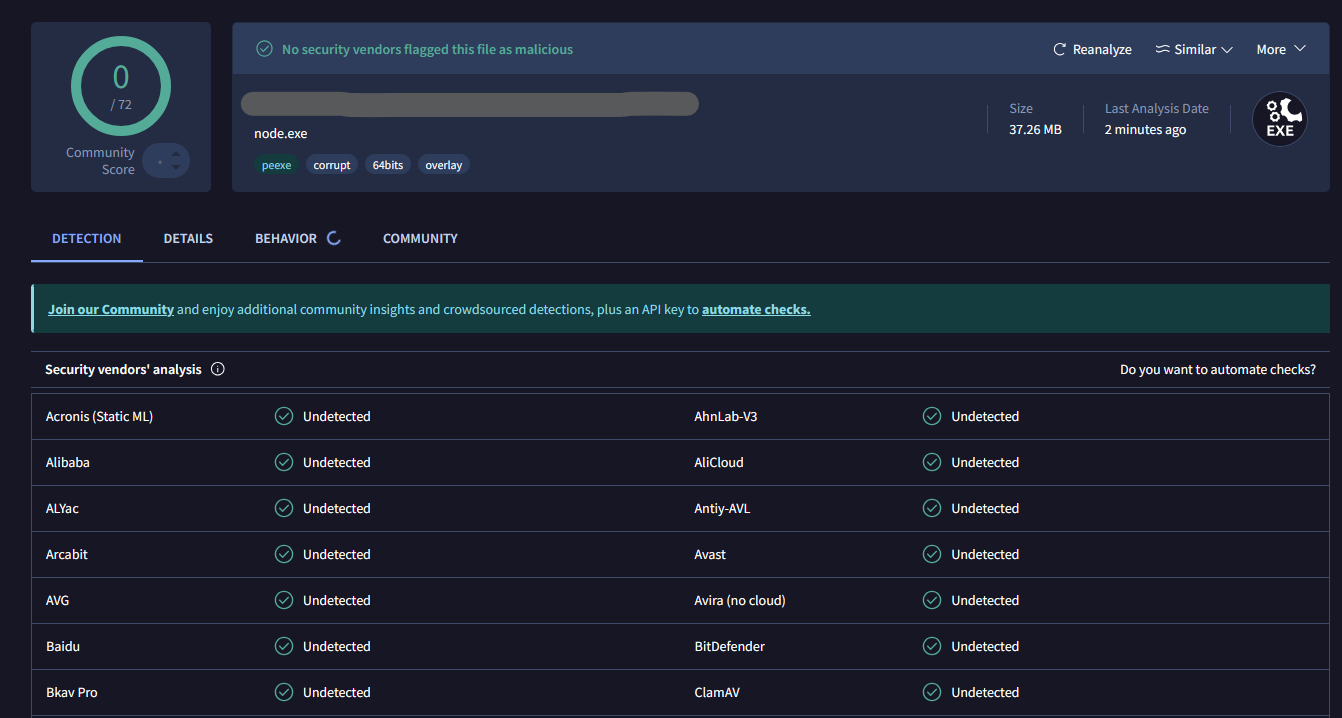 0
/ 72
Community
Score
No security vendors flagged this file as malicious
Reanalyze Similar More
node.exe
peexe corrupt 64bits overlay
Size
37.26 MB
Last Analysis Date
2 minutes ago
EXE
DETECTION DETAILS BEHAVIOR COMMUNITY
Join our Community and enjoy additional community insights and crowdsourced detections, plus an API key to automate checks.
Security vendors' analysis Do you want to automate checks?
Acronis (Static ML) Undetected AhnLab-V3 Undetected
Alibaba Undetected AliCloud Undetected
ALYac Undetected Antiy-AVL Undetected
Arcabit Undetected Avast Undetected
AVG Undetected Avira (no cloud) Undetected
Baidu Undetected BitDefender Undetected
Bkav Pro Undetected ClamAV Undetected